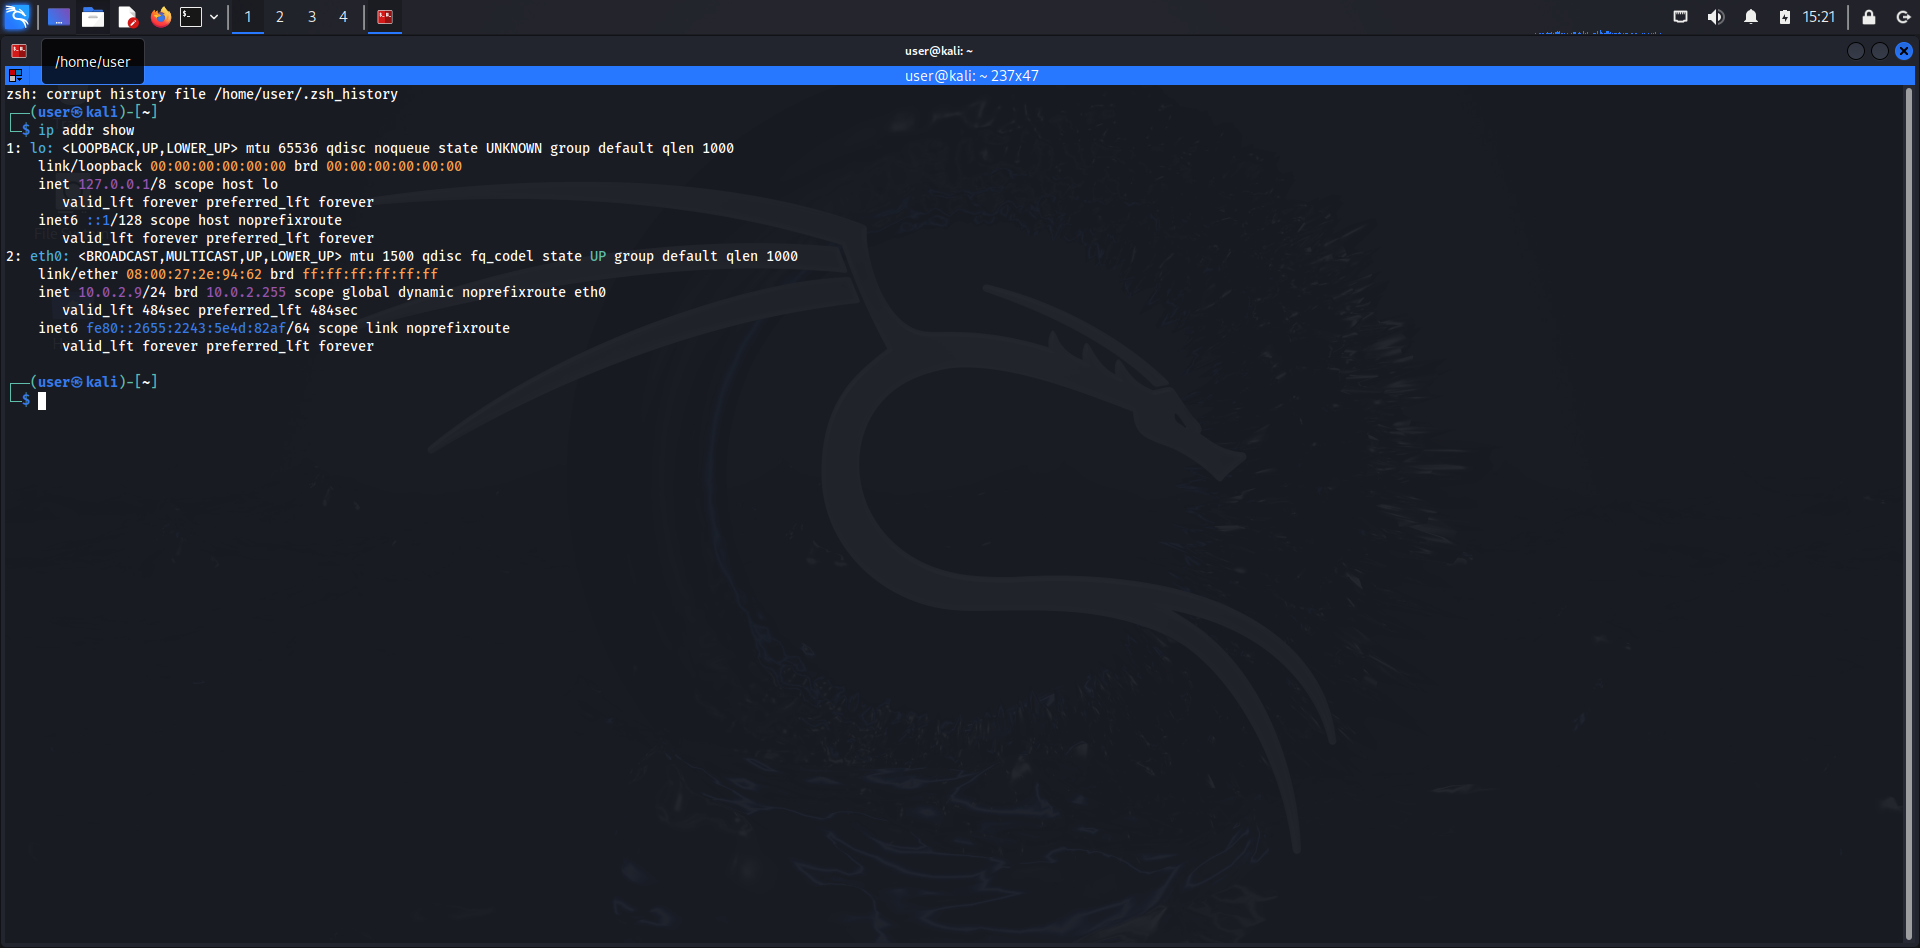 1 2 3 4 15:21
user@kali: ~
/home/user
user@kali: ~ 237x47
zsh: corrupt history file /home/user/.zsh_history
┌──(user㉿kali)-[~]
└─$ ip addr show
1: lo: <LOOPBACK,UP,LOWER_UP> mtu 65536 qdisc noqueue state UNKNOWN group default qlen 1000
    link/loopback 00:00:00:00:00:00 brd 00:00:00:00:00:00
    inet 127.0.0.1/8 scope host lo
       valid_lft forever preferred_lft forever
    inet6 ::1/128 scope host noprefixroute
       valid_lft forever preferred_lft forever
2: eth0: <BROADCAST,MULTICAST,UP,LOWER_UP> mtu 1500 qdisc fq_codel state UP group default qlen 1000
    link/ether 08:00:27:2e:94:62 brd ff:ff:ff:ff:ff:ff
    inet 10.0.2.9/24 brd 10.0.2.255 scope global dynamic noprefixroute eth0
       valid_lft 484sec preferred_lft 484sec
    inet6 fe80::2655:2243:5e4d:82af/64 scope link noprefixroute
       valid_lft forever preferred_lft forever
┌──(user㉿kali)-[~]
└─$